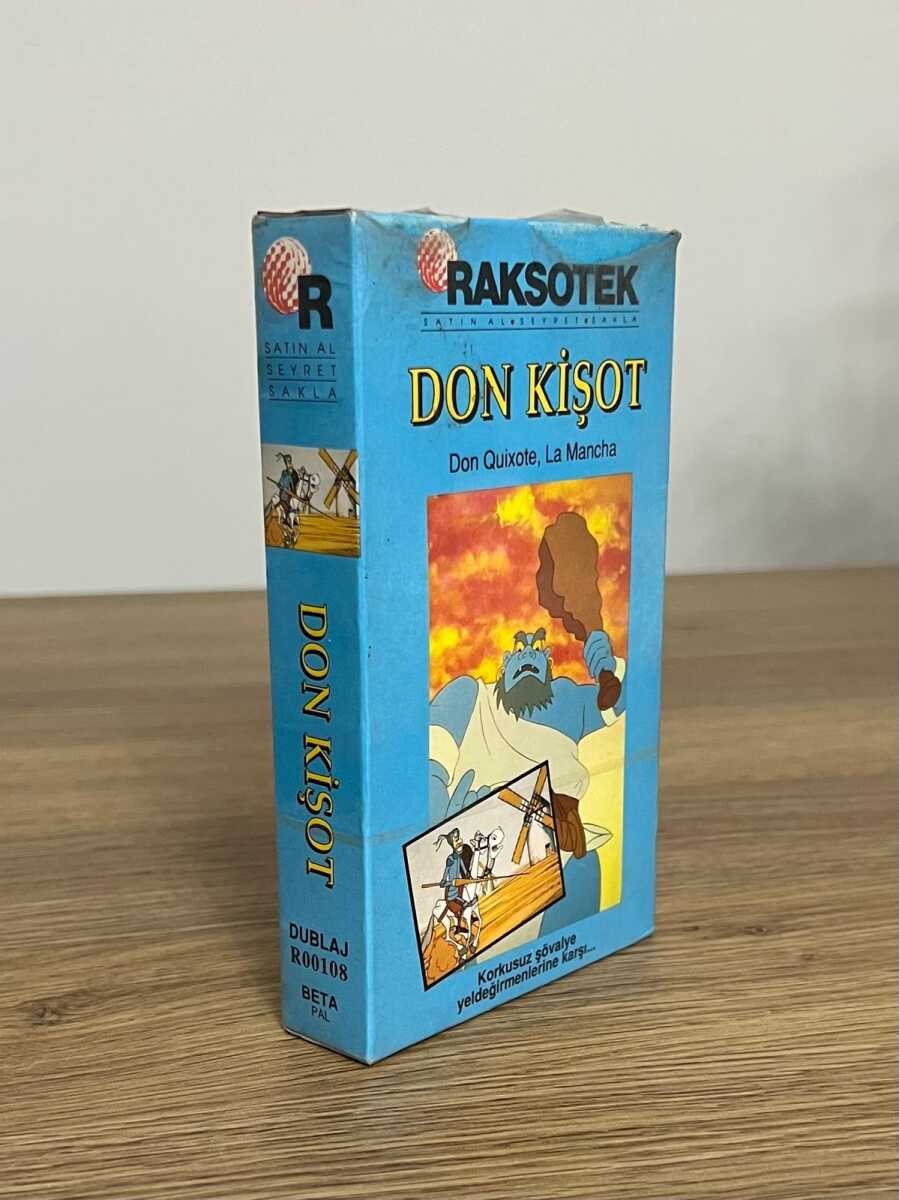 R
SATIN AL
SEYRET
SAKLA
DON KİŞOT
DUBLAJ
R00108
BETA
PAL
RAKSOTEK
SATIN AL●SEYRET●SAKLA
DON KİŞOT
Don Quixote, La Mancha
Korkusuz şövalye
yeldeğirmenlerine karşı...